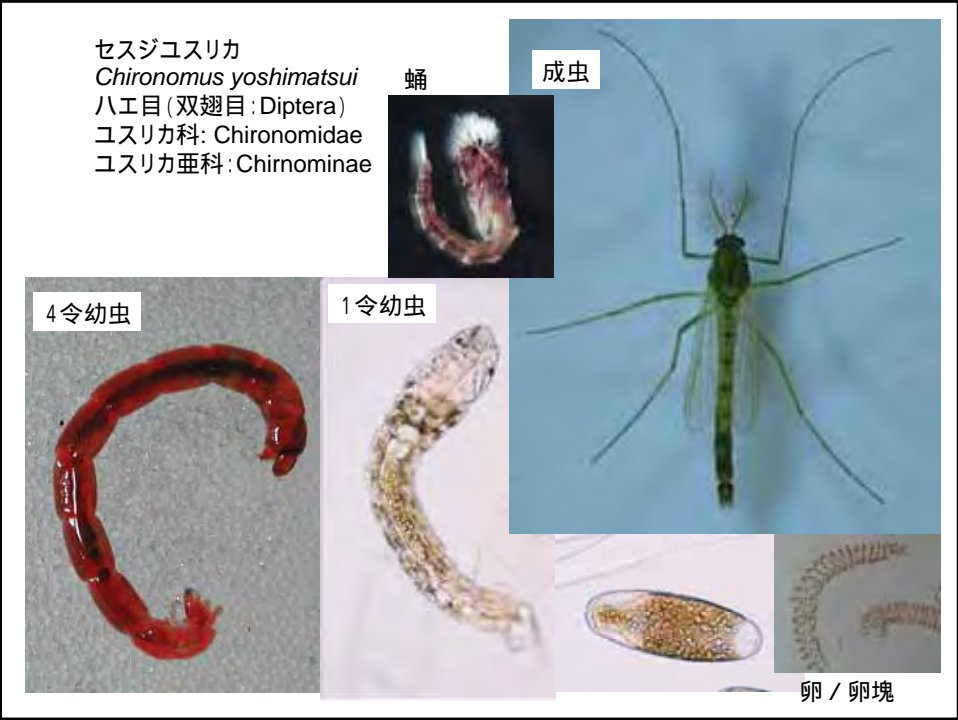 セスジユスリカ
Chironomus yoshimatsui
ハエ目(双翅目:Diptera)
ユスリカ科: Chironomidae
ユスリカ亜科:Chirnominae
蛹
成虫
4令幼虫
1令幼虫
卵 / 卵塊